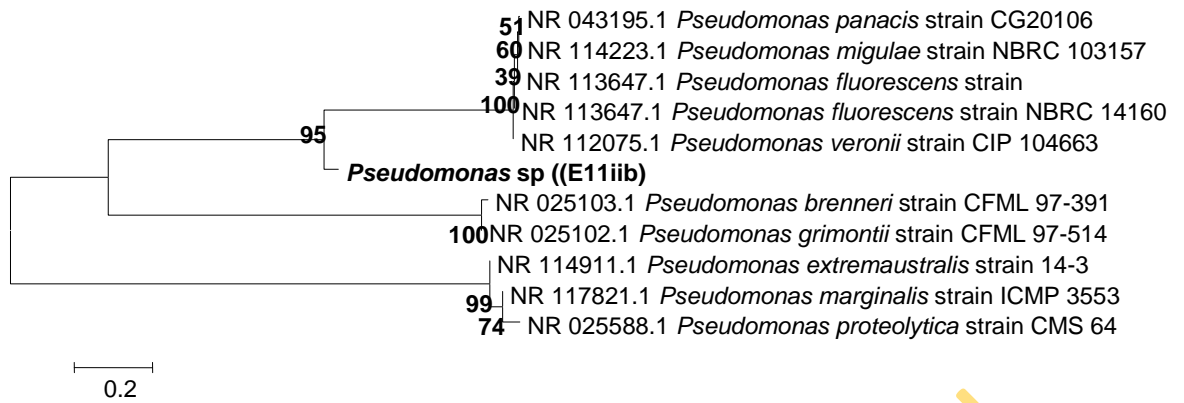 51 NR 043195.1 Pseudomonas panacis strain CG20106
60 NR 114223.1 Pseudomonas migulae strain NBRC 103157
39 NR 113647.1 Pseudomonas fluorescens strain
100 NR 113647.1 Pseudomonas fluorescens strain NBRC 14160
95 NR 112075.1 Pseudomonas veronii strain CIP 104663
Pseudomonas sp ((E11iib)
NR 025103.1 Pseudomonas brenneri strain CFML 97-391
100 NR 025102.1 Pseudomonas grimontii strain CFML 97-514
NR 114911.1 Pseudomonas extremaustralis strain 14-3
99 NR 117821.1 Pseudomonas marginalis strain ICMP 3553
74 NR 025588.1 Pseudomonas proteolytica strain CMS 64
0.2